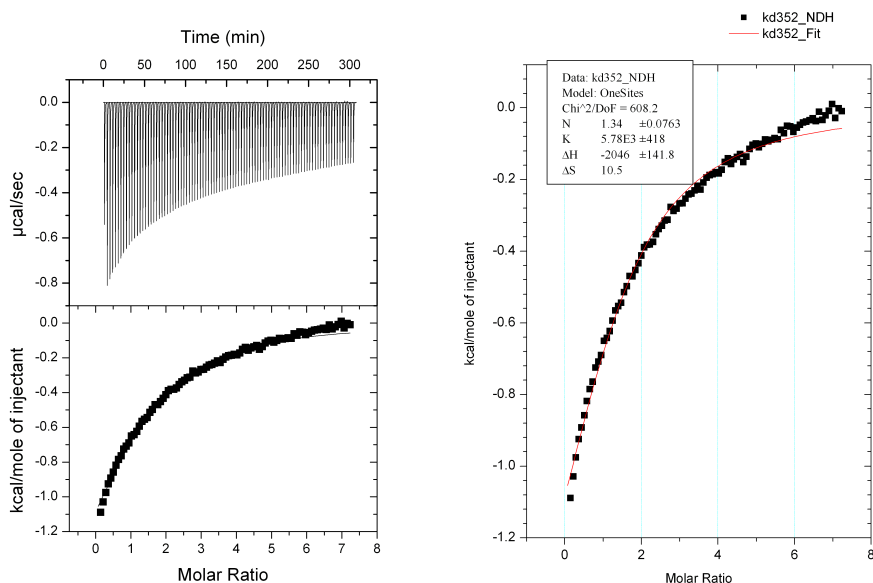 Time (min)
0 50 100 150 200 250 300
0.0
-0.2
-0.4
-0.6
-0.8
µcal/sec
0.0
-0.2
-0.4
-0.6
-0.8
-1.0
-1.2
kcal/mole of injectant
0 1 2 3 4 5 6 7 8
Molar Ratio
kd352_NDH
kd352_Fit
Data: kd352_NDH
Model: OneSites
Chi^2/DoF = 608.2
N 1.34 ±0.0763
K 5.78E3 ±418
ΔH -2046 ±141.8
ΔS 10.5
0.0
-0.2
-0.4
-0.6
-0.8
-1.0
-1.2
kcal/mole of injectant
0 2 4 6 8
Molar Ratio